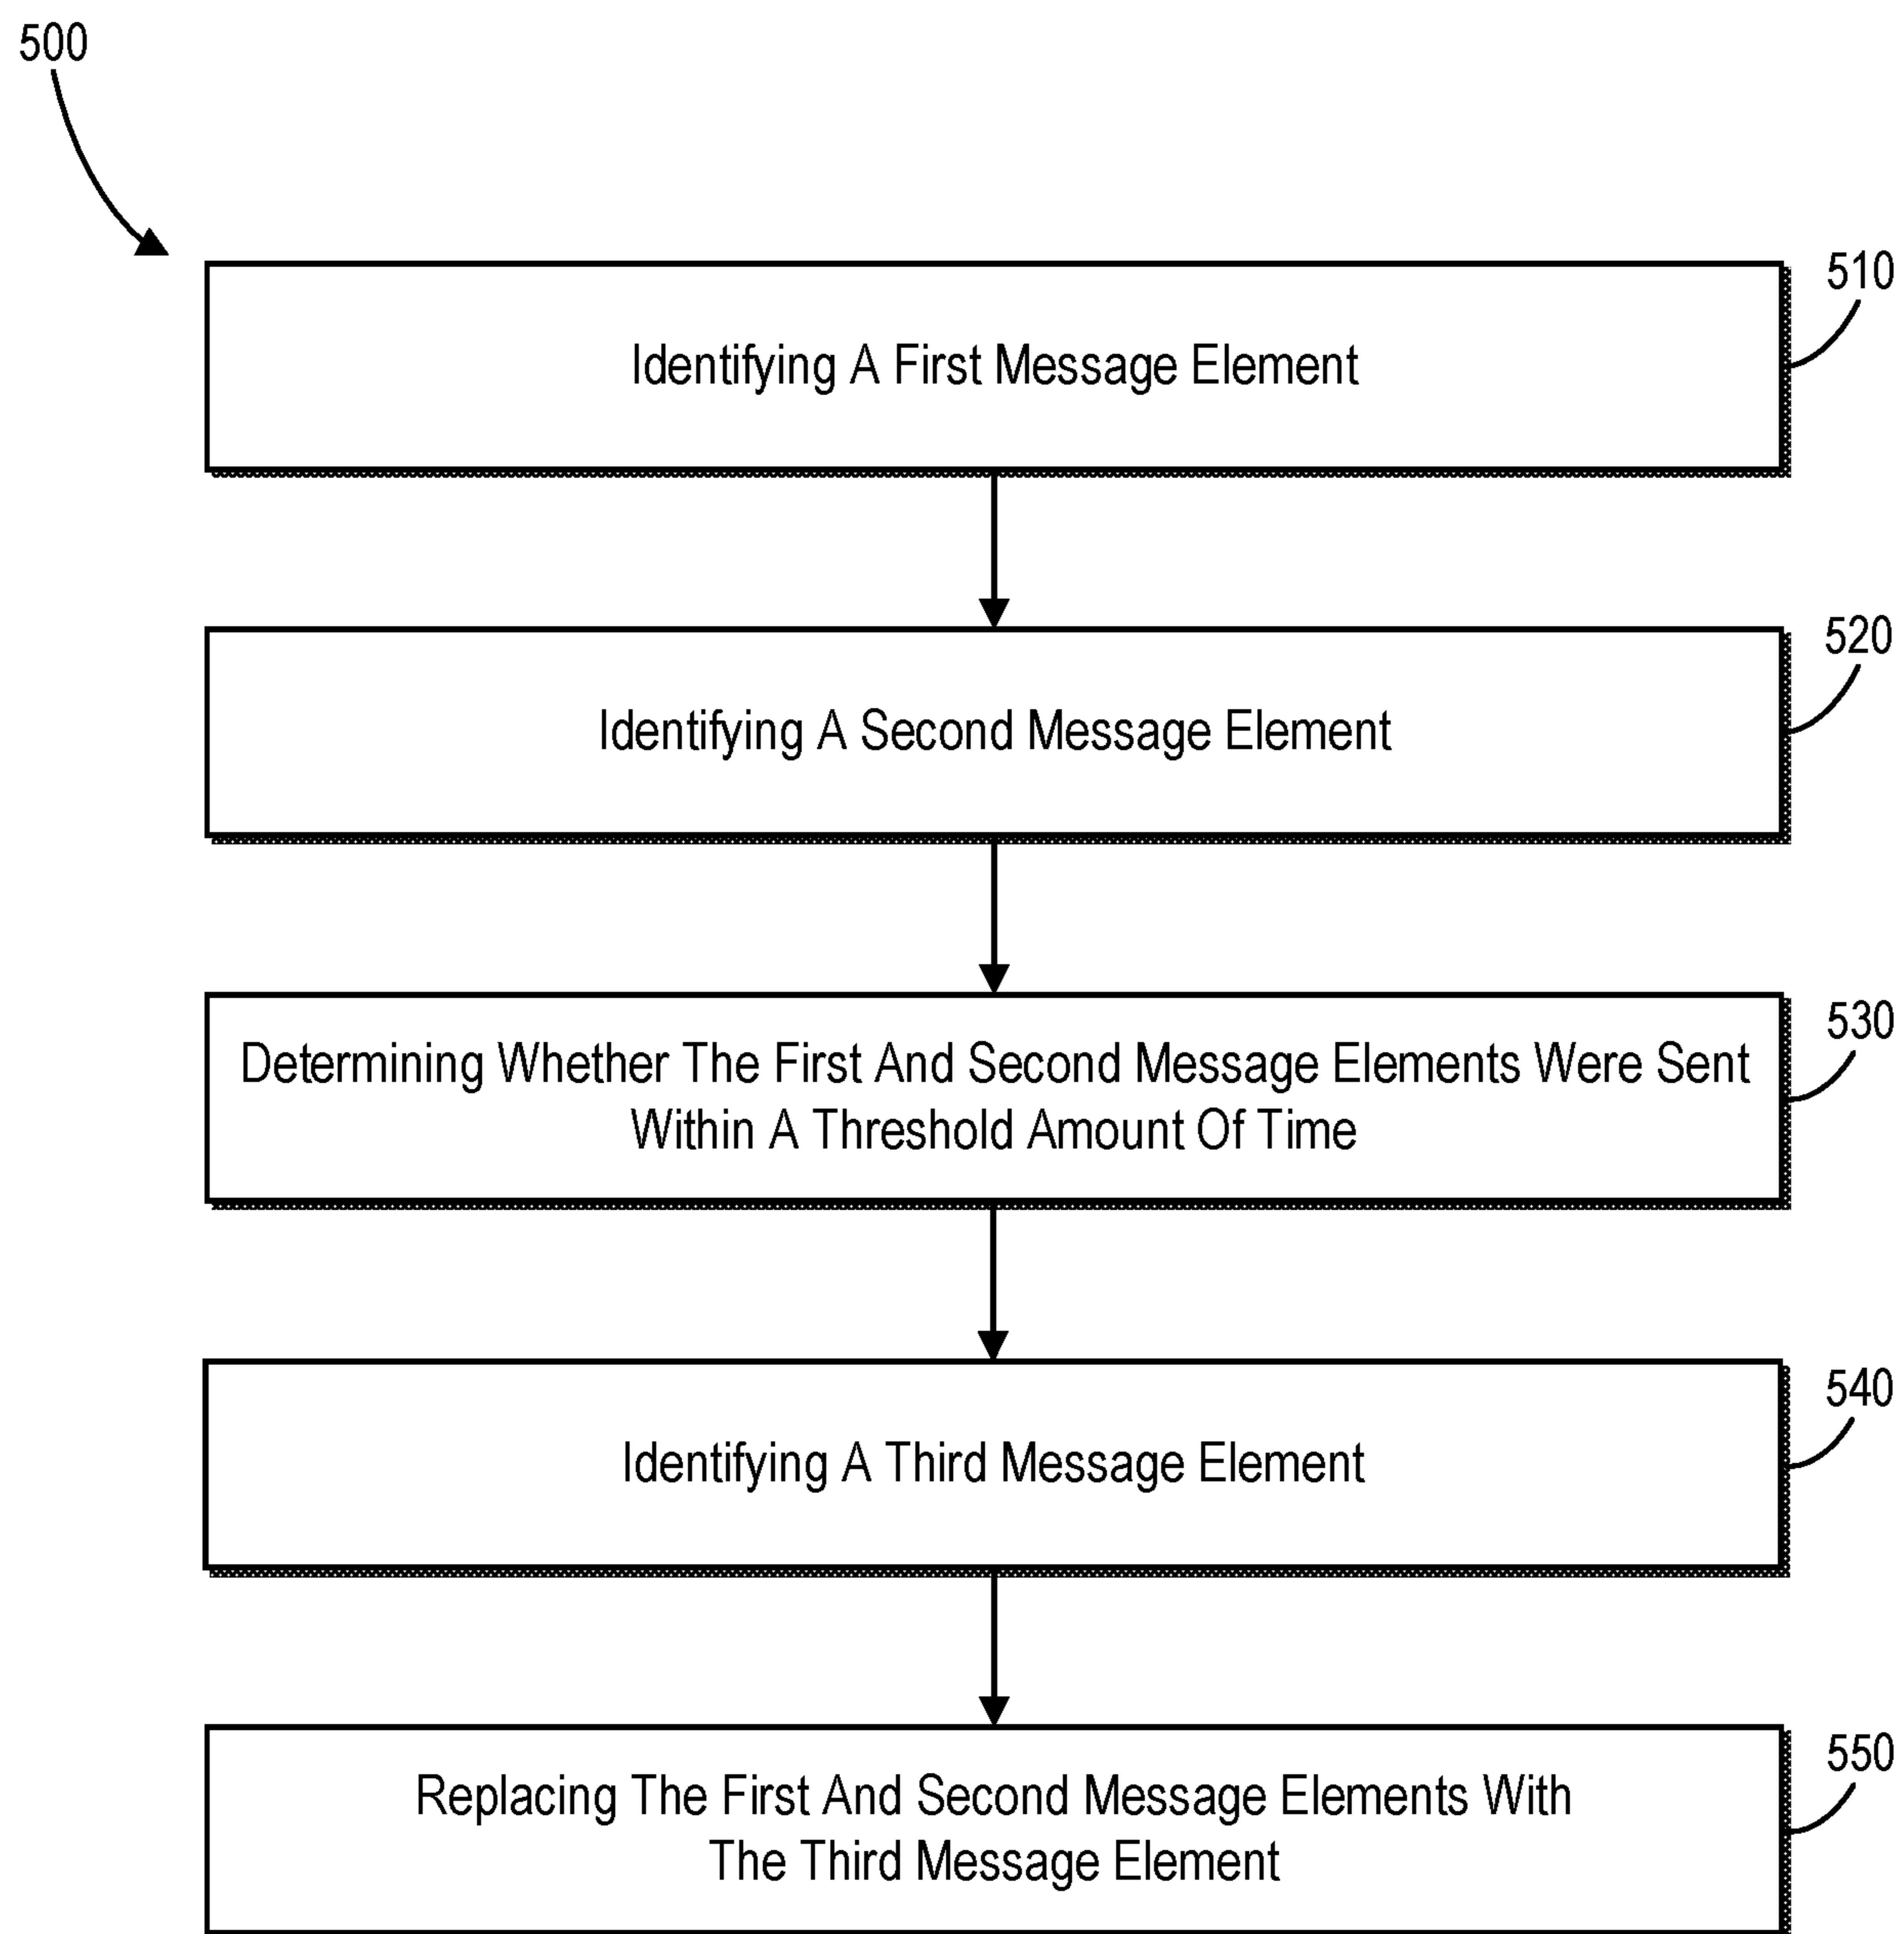 500
510
Identifying A First Message Element
520
Identifying A Second Message Element
530
Determining Whether The First And Second Message Elements Were Sent
Within A Threshold Amount Of Time
540
Identifying A Third Message Element
550
Replacing The First And Second Message Elements With
The Third Message Element